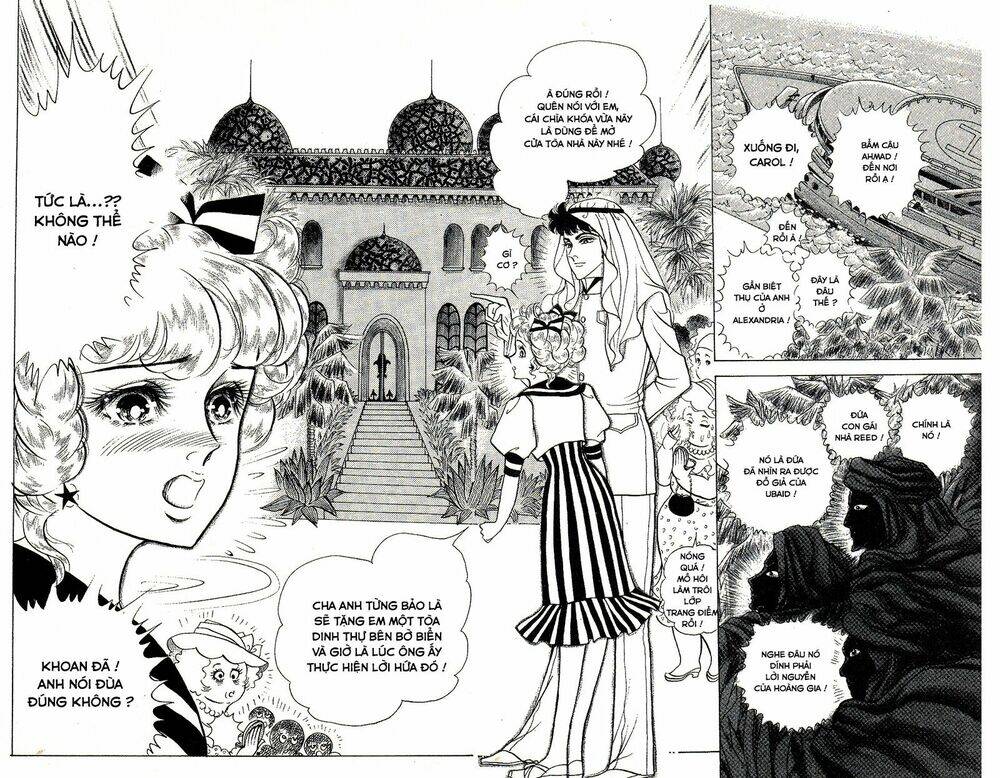 XUỐNG ĐI,
CAROL !
BẨM CẬU
AHMAD !
ĐẾN NƠI
RỒI Ạ !
ĐẾN
RỒI Á !
ĐÂY LÀ
ĐÂU
THẾ ?
GẦN BIỆT
THỰ CỦA ANH
Ở
ALEXANDRIA !
CHÍNH LÀ
NÓ !
ĐỨA
CON GÁI
NHÀ REED !
NÓ LÀ ĐỨA
ĐÃ NHÌN RA ĐƯỢC
ĐỒ GIẢ CỦA
UBAID !
NGHE ĐÂU NÓ
DÍNH PHẢI
LỜI NGUYỀN
CỦA HOÀNG GIA !
À ĐÚNG RỒI !
QUÊN NÓI VỚI EM,
CÁI CHÌA KHÓA VỪA NÃY
LÀ DÙNG ĐỂ MỞ
CỬA TÒA NHÀ NÀY NHÉ !
GÌ
CƠ ?
NÓNG
QUÁ !
MỒ HÔI
LÀM TRÔI
LỚP
TRANG ĐIỂM
RỒI !
CHA ANH TỪNG BẢO LÀ
SẼ TẶNG EM MỘT TÒA
DINH THỰ BÊN BỜ BIỂN
VÀ GIỜ LÀ LÚC ÔNG ẤY
THỰC HIỆN LỜI HỨA ĐÓ !
TỨC LÀ...??
KHÔNG THỂ
NÀO !
KHOAN ĐÃ !
ANH NÓI ĐÙA
ĐÚNG KHÔNG ?